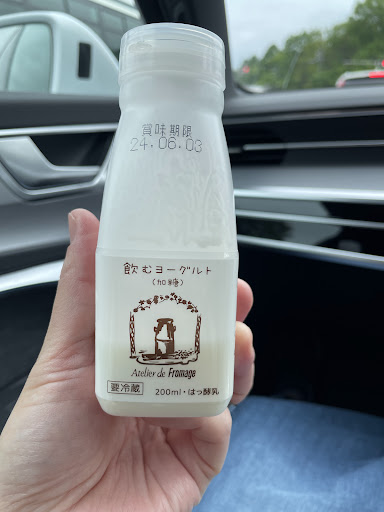 賞味期限
24.06.03
飲むヨーグルト
(加糖)
Atelier de Fromage
要冷蔵
200ml・はっ酵乳